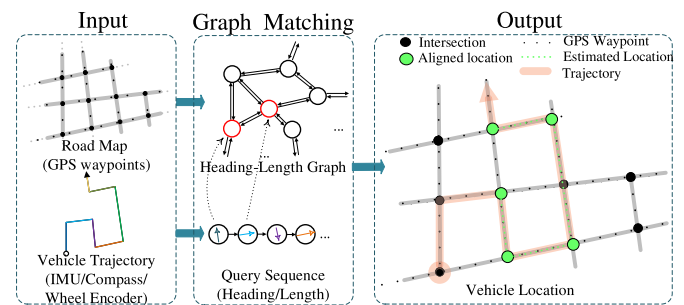 Input
Graph Matching
Output
Road Map
(GPS waypoints)
Vehicle Trajectory
(IMU/Compass/
Wheel Encoder)
...
Heading-Length Graph
...
...
Query Sequence
(Heading/Length)
Intersection
Aligned location
GPS Waypoint
Estimated Location
Trajectory
Vehicle Location